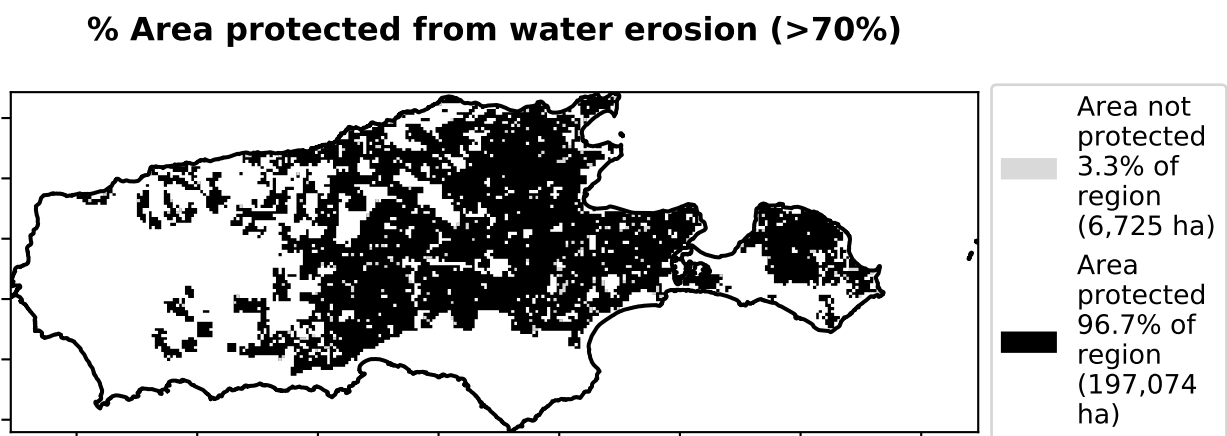 % Area protected from water erosion (>70%)
Area not
protected
3.3% of
region
(6,725 ha)
Area
protected
96.7% of
region
(197,074
ha)